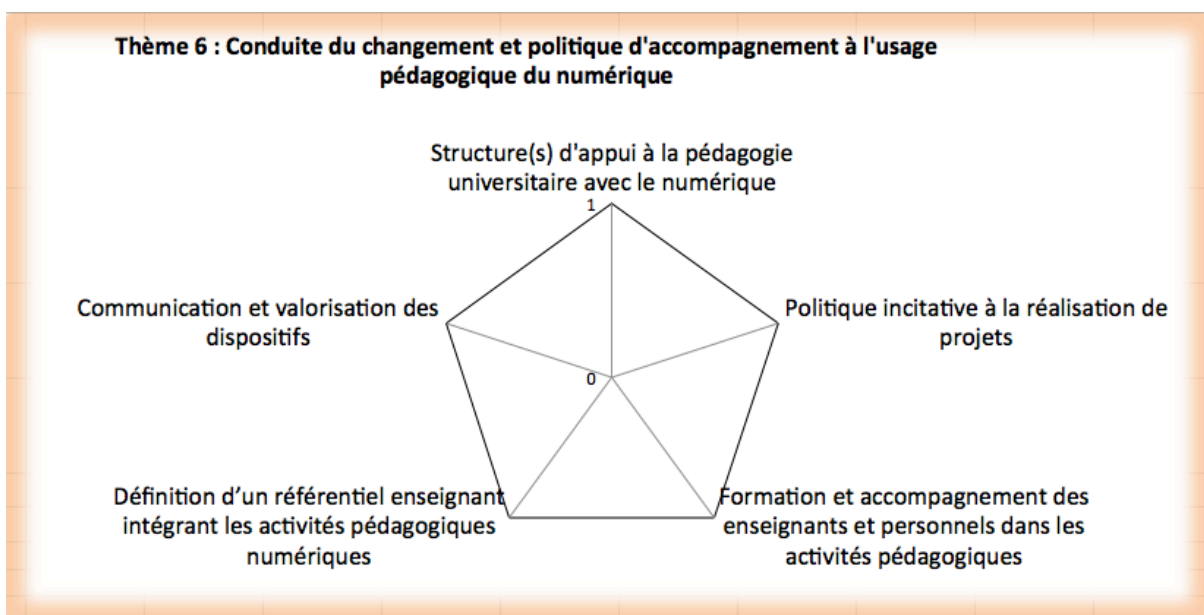 Thème 6 : Conduite du changement et politique d'accompagnement à l'usage
pédagogique du numérique
Structure(s) d'appui à la pédagogie
universitaire avec le numérique
1
Communication et valorisation des
dispositifs
Politique incitative à la réalisation de
projets
0
Définition d’un référentiel enseignant
intégrant les activités pédagogiques
numériques
Formation et accompagnement des
enseignants et personnels dans les
activités pédagogiques